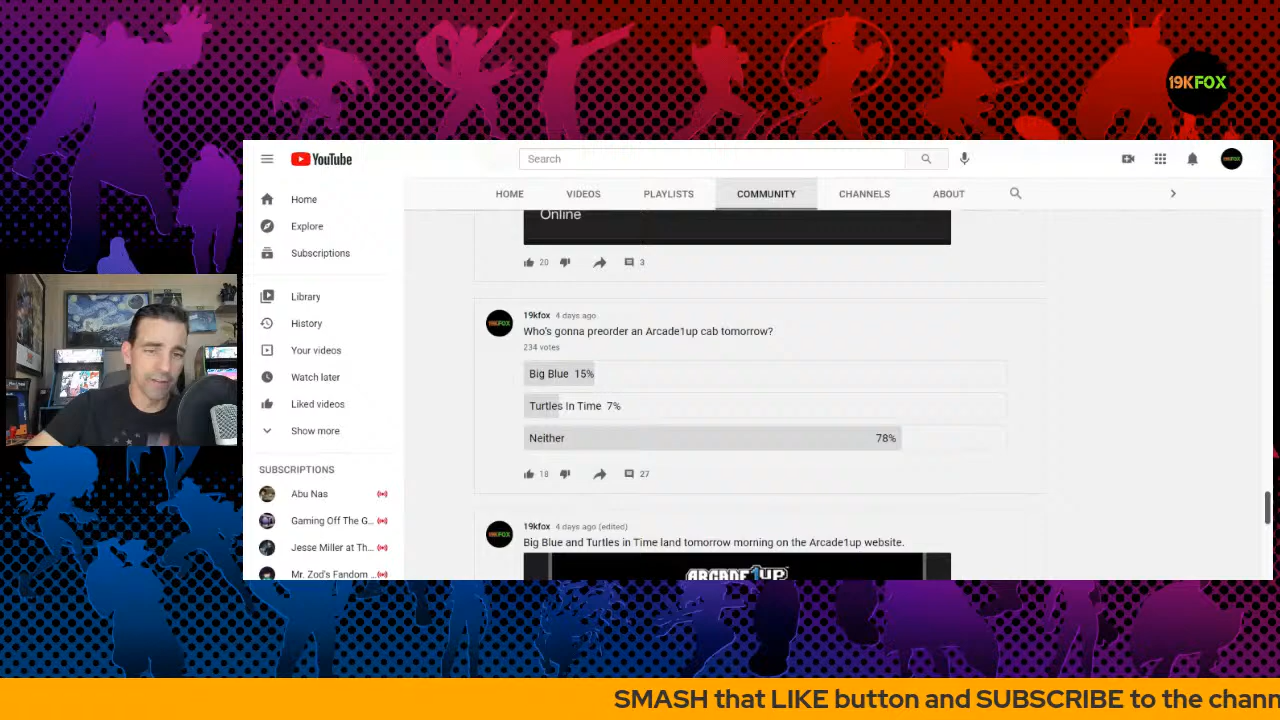 19KFOX
YouTube
Search
HOME VIDEOS PLAYLISTS COMMUNITY CHANNELS ABOUT
Home
Explore
Subscriptions
Library
History
Your videos
Watch later
Liked videos
Show more
SUBSCRIPTIONS
Abu Nas
Gaming Off The G...
Jesse Miller at Th...
Mr. Zod's Fandom ...
Online
20 3
19kfox 4 days ago
Who's gonna preorder an Arcade1up cab tomorrow?
234 votes
Big Blue 15%
Turtles In Time 7%
Neither 78%
18 27
19kfox 4 days ago (edited)
Big Blue and Turtles in Time land tomorrow morning on the Arcade1up website.
ARCADE1UP
SMASH that LIKE button and SUBSCRIBE to the chann